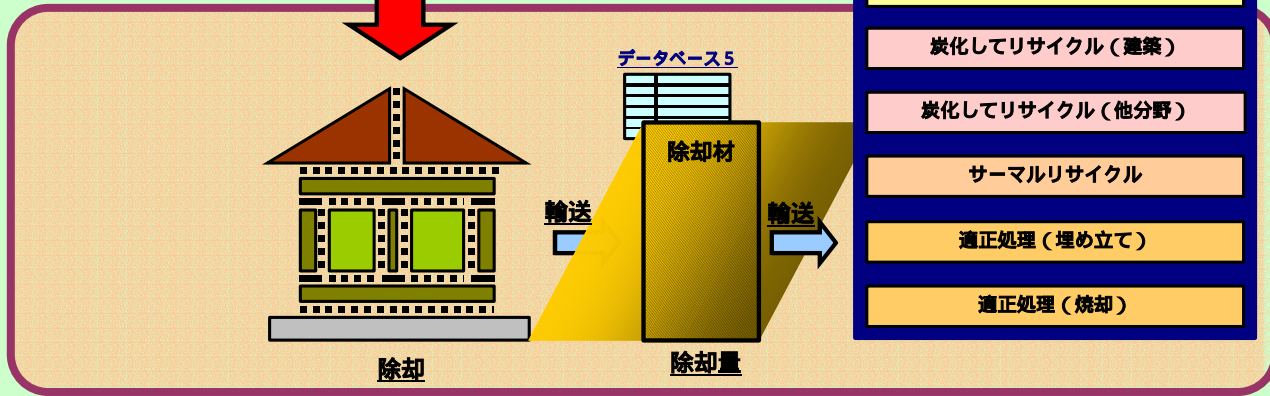 データベース5
除却材
輸送
輸送
除却
除却量
炭化してリサイクル（建築）
炭化してリサイクル（他分野）
サーマルリサイクル
適正処理（埋め立て）
適正処理（焼却）